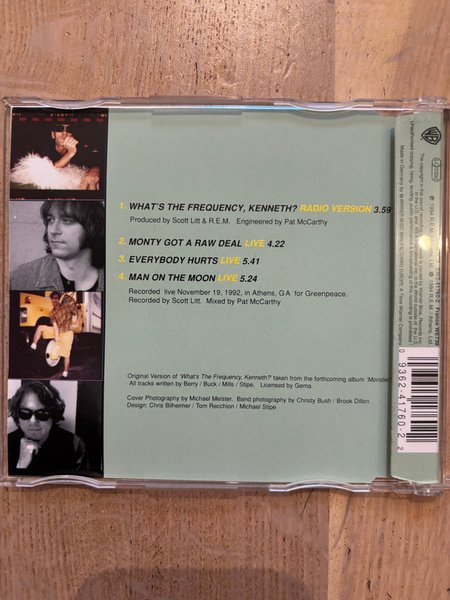 1. WHAT'S THE FREQUENCY, KENNETH? RADIO VERSION 3.59
Produced by Scott Litt & R.E.M. Engineered by Pat McCarthy
2. MONTY GOT A RAW DEAL LIVE 4.22
3. EVERYBODY HURTS LIVE 5.41
4. MAN ON THE MOON LIVE 5.24
Recorded live November 19, 1992, in Athens, GA for Greenpeace.
Recorded by Scott Litt. Mixed by Pat McCarthy
Original Version of 'What's The Frequency, Kenneth?' taken from the forthcoming album 'Monster'
All tracks written by Berry / Buck / Mills / Stipe. Licensed by Gema.
Cover Photography by Michael Meister. Band photography by Christy Bush / Brook Dillon
Design: Chris Bilheimer / Tom Recchion / Michael Stipe
0 93624-1760-2 2